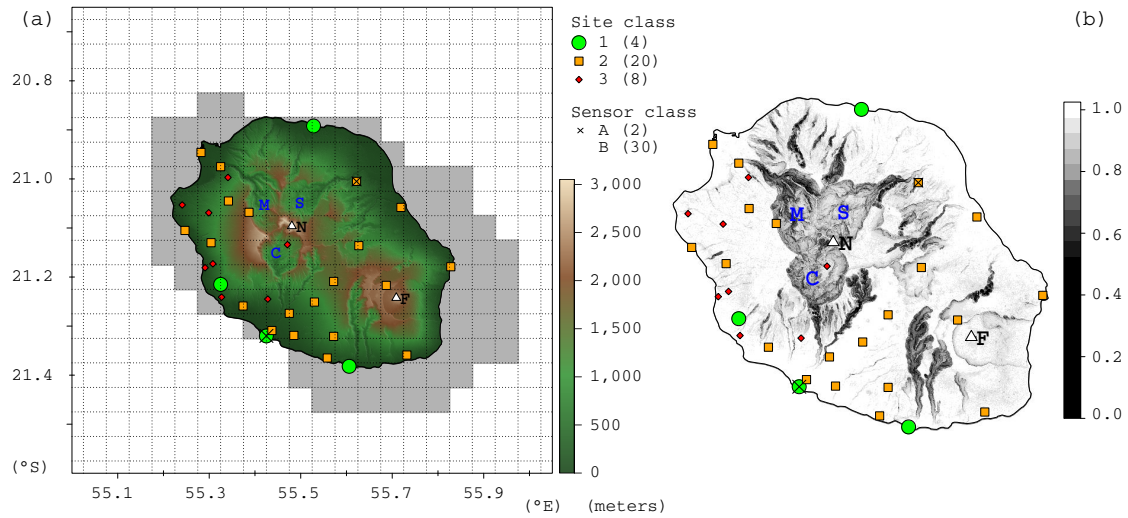 (a)
20.8
21.0
21.2
21.4
(°S)
55.1 55.3 55.5 55.7 55.9
(°E) (meters)
M S
N
C
F
3,000
2,500
2,000
1,500
1,000
500
0
Site class
1 (4)
2 (20)
3 (8)
Sensor class
× A (2)
B (30)
(b)
M S
N
C
F
1.0
0.8
0.6
0.4
0.2
0.0